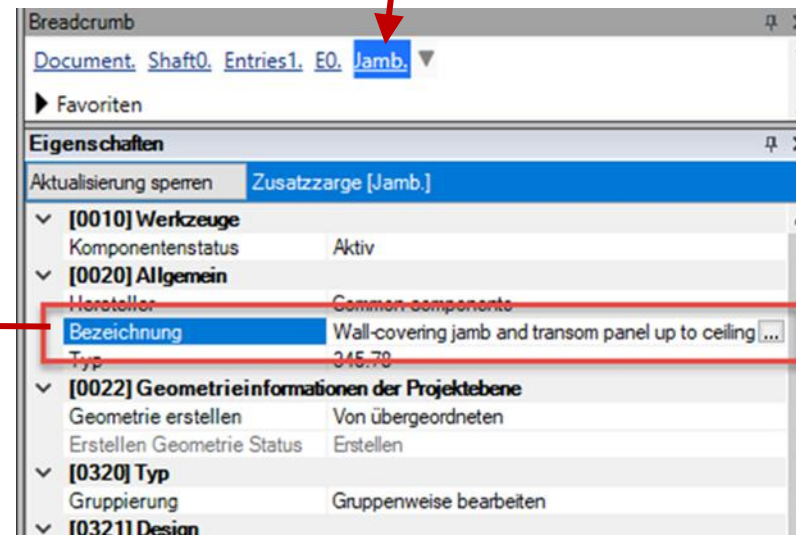 Breadcrumb
Document. Shaft0. Entries1. E0. Jamb.
Favoriten
Eigenschaften
Aktualisierung sperren Zusatzzarge [Jamb.]
[0010] Werkzeuge
Komponentenstatus Aktiv
[0020] Allgemein
Hersteller Common components
Bezeichnung Wall-covering jamb and transom panel up to ceiling ...
Typ 345.78
[0022] Geometrieinformationen der Projektebene
Geometrie erstellen Von übergeordneten
Erstellen Geometrie Status Erstellen
[0320] Typ
Gruppierung Gruppenweise bearbeiten
[0321] Design